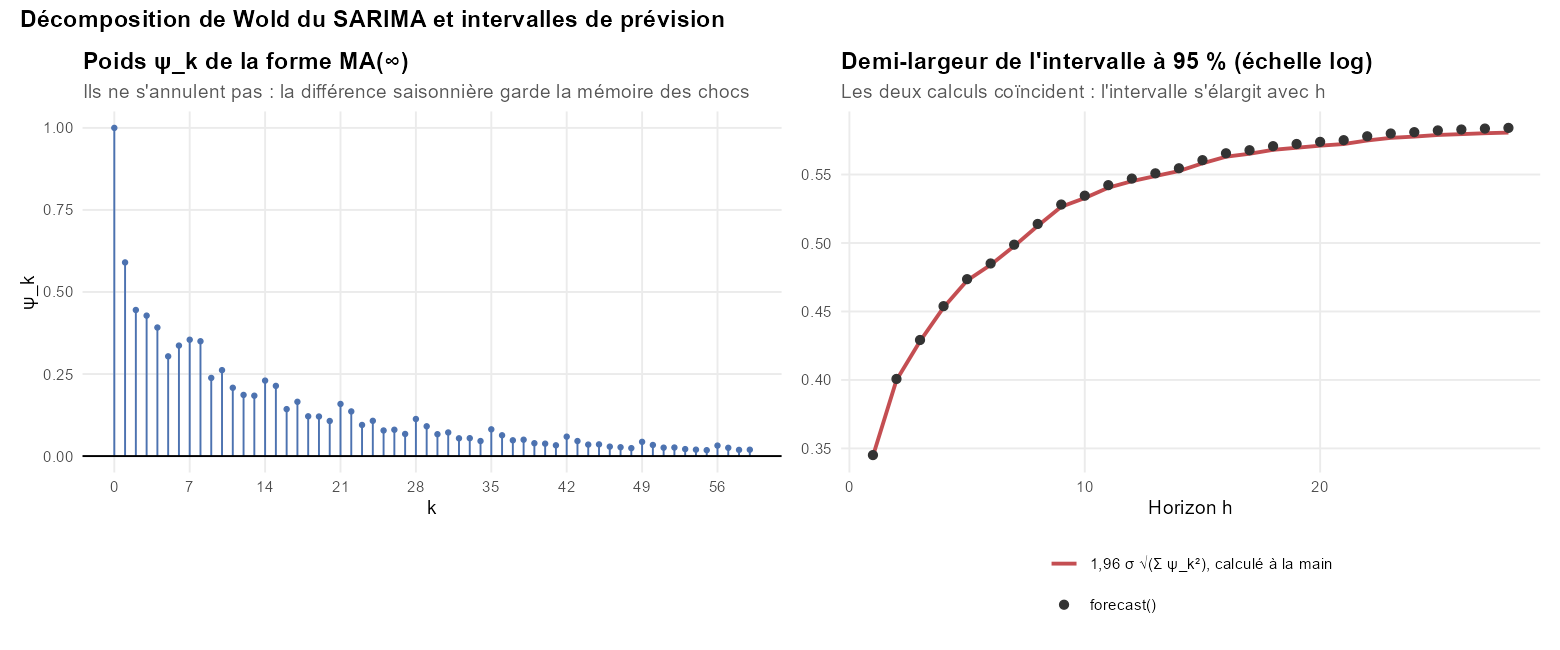 Décomposition de Wold du SARIMA et intervalles de prévision
Poids ψ_k de la forme MA(∞)
Ils ne s'annulent pas : la différence saisonnière garde la mémoire des chocs
ψ_k
1.00
0.75
0.50
0.25
0.00
0 7 14 21 28 35 42 49 56
k
Demi-largeur de l'intervalle à 95 % (échelle log)
Les deux calculs coïncident : l'intervalle s'élargit avec h
0.55
0.50
0.45
0.40
0.35
0 10 20
Horizon h
1,96 σ √(Σ ψ_k²), calculé à la main
forecast()